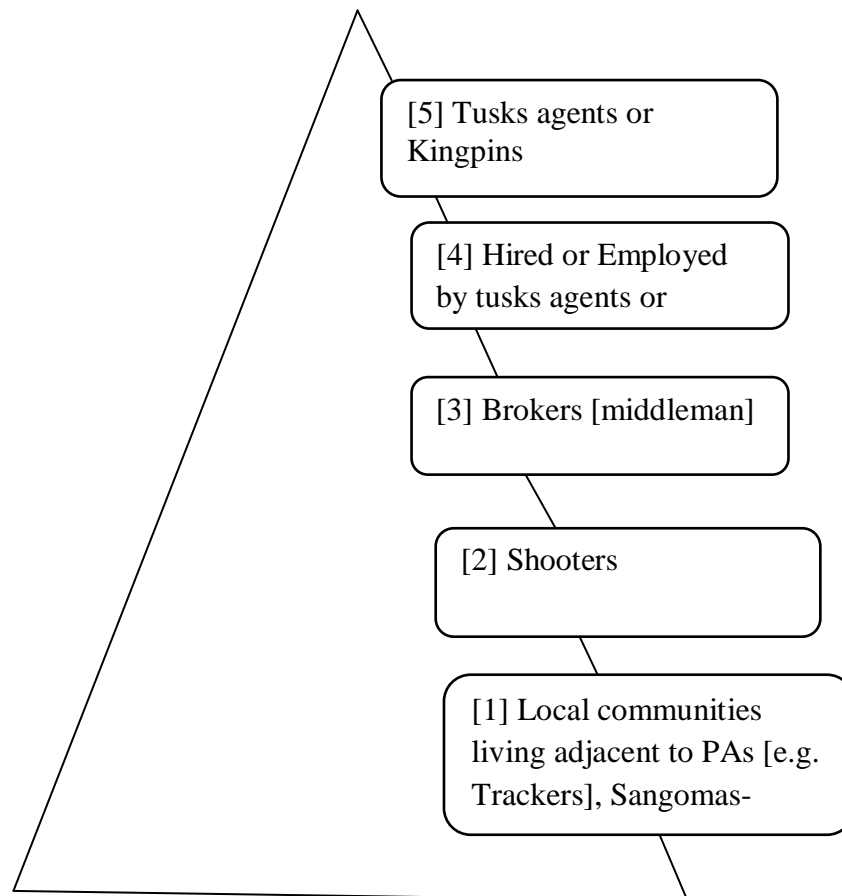 [5] Tusks agents or
Kingpins
[4] Hired or Employed
by tusks agents or
[3] Brokers [middleman]
[2] Shooters
[1] Local communities
living adjacent to PAs [e.g.
Trackers], Sangomas-